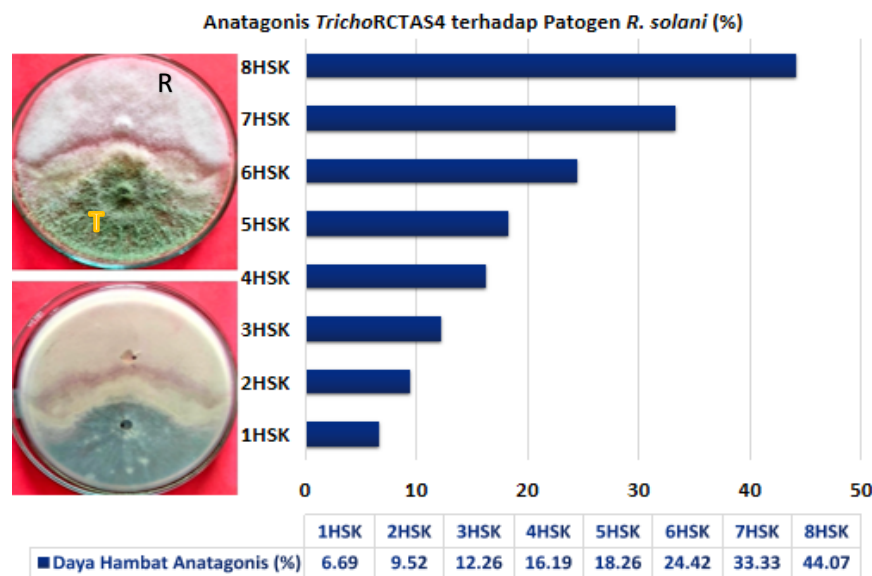 Anatagonis TrichoRCTAS4 terhadap Patogen R. solani (%)
R
T
8HSK
7HSK
6HSK
5HSK
4HSK
3HSK
2HSK
1HSK
0 10 20 30 40 50
1HSK 2HSK 3HSK 4HSK 5HSK 6HSK 7HSK 8HSK
Daya Hambat Anatagonis (%) 6.69 9.52 12.26 16.19 18.26 24.42 33.33 44.07